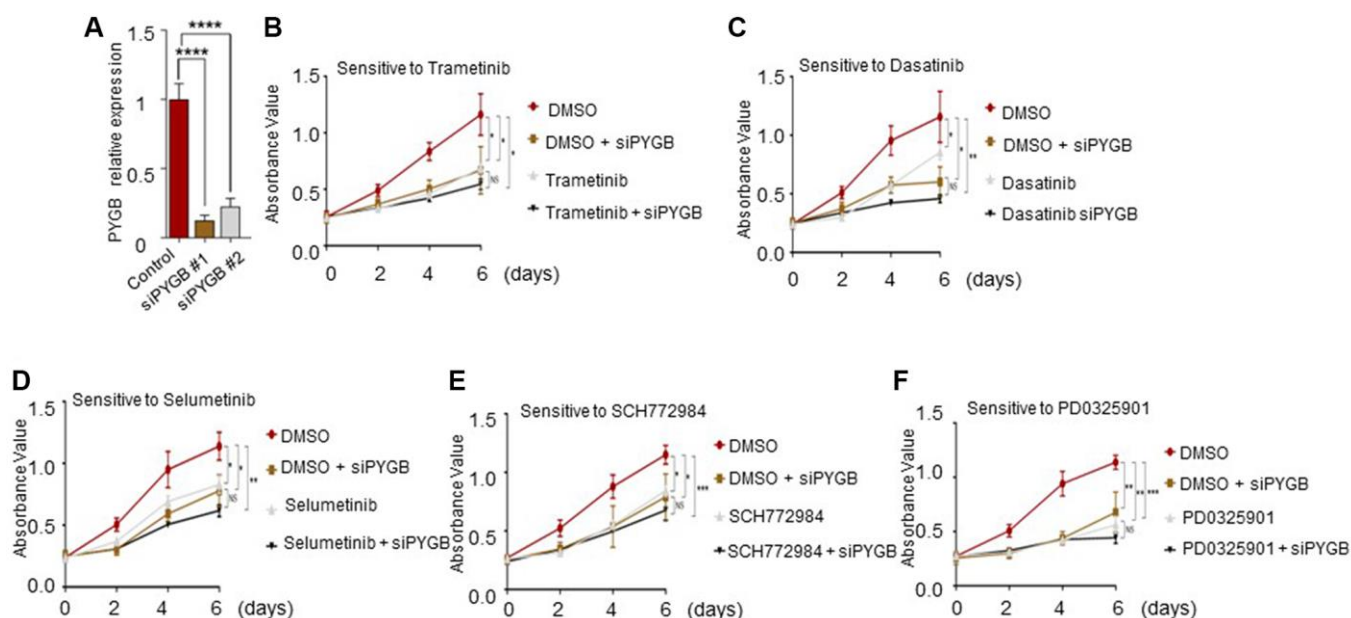 A
PYGB relative expression
1.5
1
0.5
0
****
****
Control
siPYGB #1
siPYGB #2
B
Sensitive to Trametinib
Absorbance Value
1.5
1.0
0.5
0.0
0 2 4 6 (days)
DMSO
DMSO + siPYGB
Trametinib
Trametinib + siPYGB
* * *
NS
C
Sensitive to Dasatinib
Absorbance Value
1.5
1.0
0.5
0.0
0 2 4 6 (days)
DMSO
DMSO + siPYGB
Dasatinib
Dasatinib siPYGB
* * **
NS
D
Sensitive to Selumetinib
Absorbance Value
1.5
1.0
0.5
0.0
0 2 4 6 (days)
DMSO
DMSO + siPYGB
Selumetinib
Selumetinib + siPYGB
* * **
NS
E
Sensitive to SCH772984
Absorbance Value
1.5
1.0
0.5
0.0
0 2 4 6 (days)
DMSO
DMSO + siPYGB
SCH772984
SCH772984 + siPYGB
* * ***
NS
F
Sensitive to PD0325901
Absorbance Value
1.5
1.0
0.5
0.0
0 2 4 6 (days)
DMSO
DMSO + siPYGB
PD0325901
PD0325901 + siPYGB
** ** ***
NS